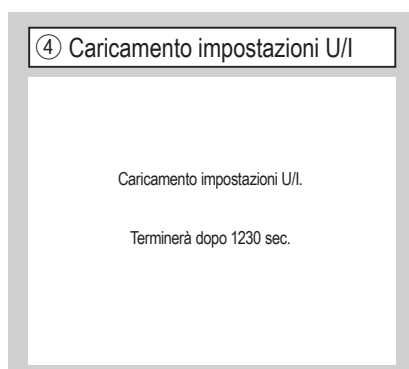 ④ Caricamento impostazioni U/I
Caricamento impostazioni U/I.
Terminerà dopo 1230 sec.